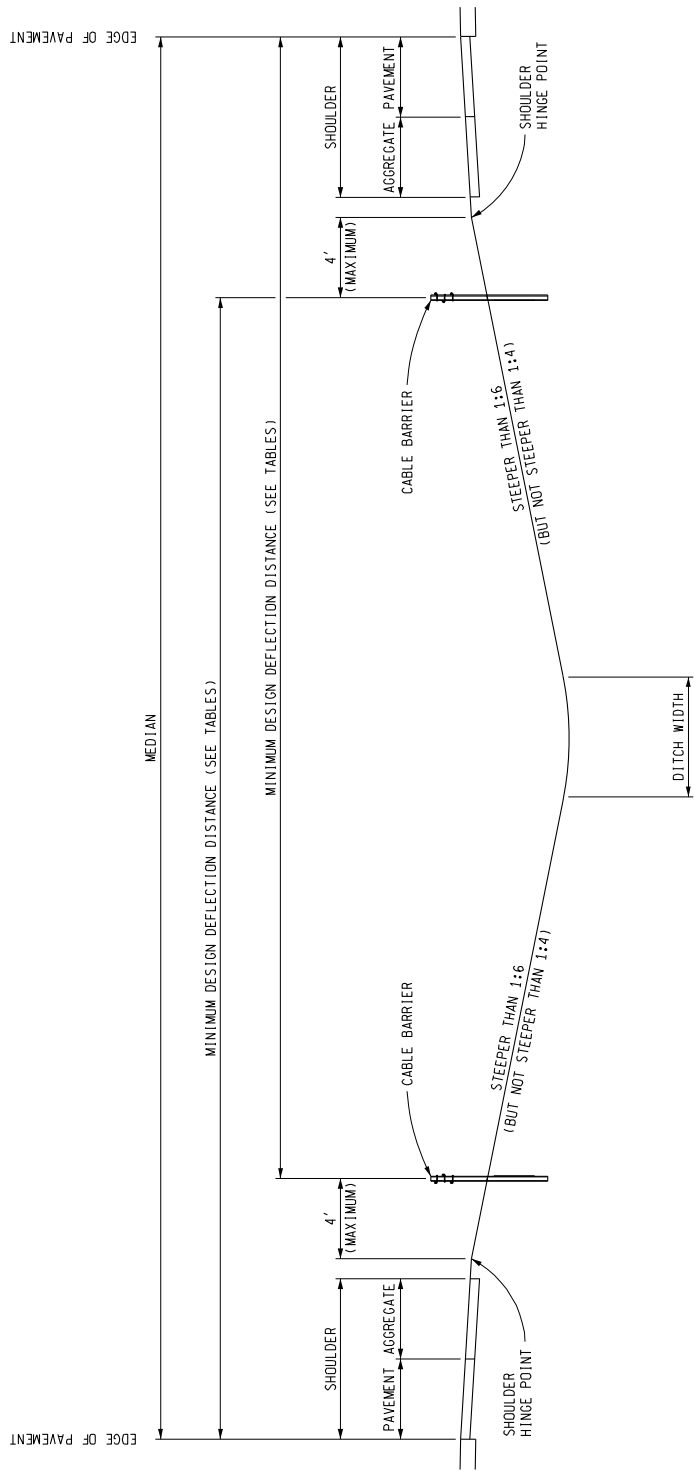 EDGE OF PAVEMENT
EDGE OF PAVEMENT
MEDIAN
MINIMUM DESIGN DEFLECTION DISTANCE (SEE TABLES)
MINIMUM DESIGN DEFLECTION DISTANCE (SEE TABLES)
SHOULDER
4'
(MAXIMUM)
4'
(MAXIMUM)
SHOULDER
PAVEMENT
AGGREGATE
CABLE BARRIER
CABLE BARRIER
AGGREGATE
PAVEMENT
SHOULDER
HINGE POINT
STEEPER THAN 1:6
(BUT NOT STEEPER THAN 1:4)
STEEPER THAN 1:6
(BUT NOT STEEPER THAN 1:4)
SHOULDER
HINGE POINT
DITCH WIDTH